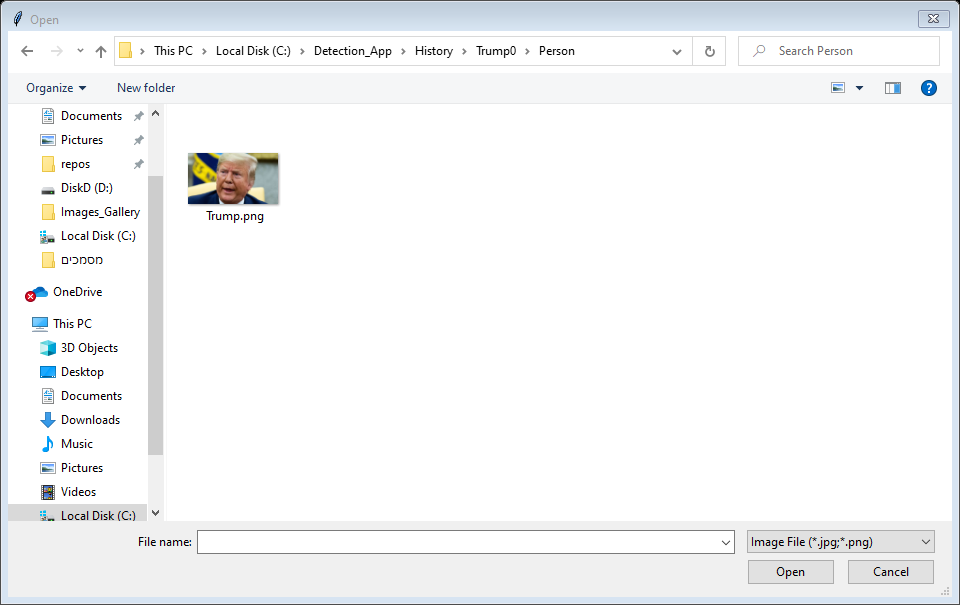 Open
This PC > Local Disk (C:) > Detection_App > History > Trump0 > Person
Search Person
Organize
New folder
Documents
Pictures
repos
DiskD (D:)
Images_Gallery
Local Disk (C:)
מסמכים
OneDrive
This PC
3D Objects
Desktop
Documents
Downloads
Music
Pictures
Videos
Local Disk (C:)
Trump.png
File name:
Image File (*.jpg;*.png)
Open
Cancel